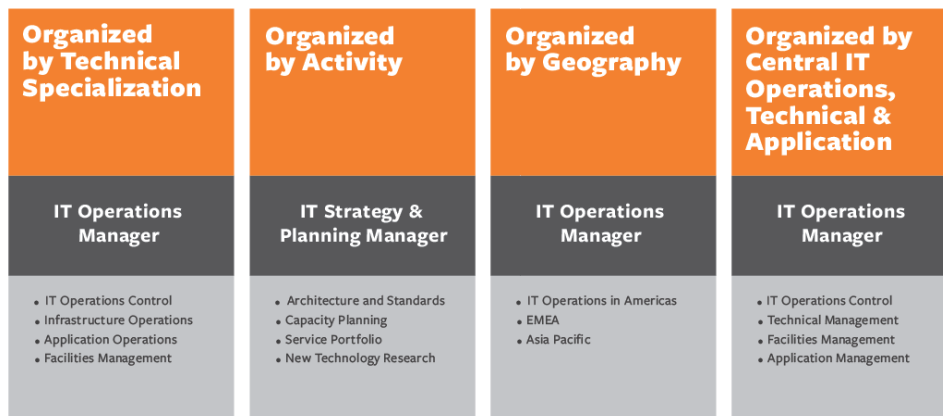 Organized
by Technical
Specialization
IT Operations
Manager
• IT Operations Control
• Infrastructure Operations
• Application Operations
• Facilities Management
Organized
by Activity
IT Strategy &
Planning Manager
• Architecture and Standards
• Capacity Planning
• Service Portfolio
• New Technology Research
Organized
by Geography
IT Operations
Manager
• IT Operations in Americas
• EMEA
• Asia Pacific
Organized by
Central IT
Operations,
Technical &
Application
IT Operations
Manager
• IT Operations Control
• Technical Management
• Facilities Management
• Application Management